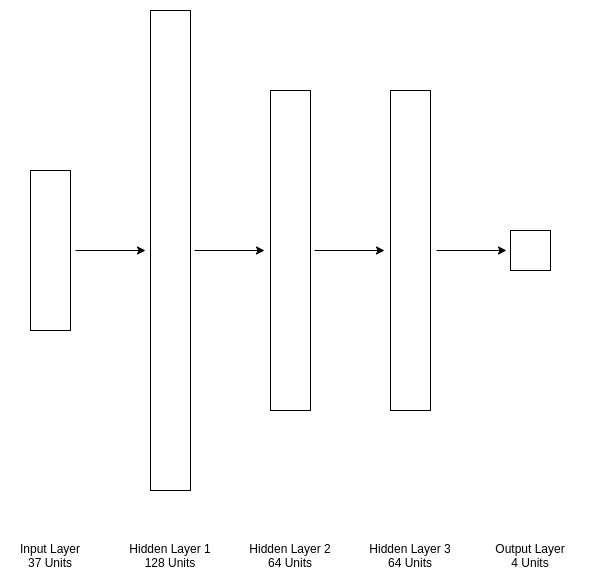 Input Layer
37 Units
Hidden Layer 1
128 Units
Hidden Layer 2
64 Units
Hidden Layer 3
64 Units
Output Layer
4 Units